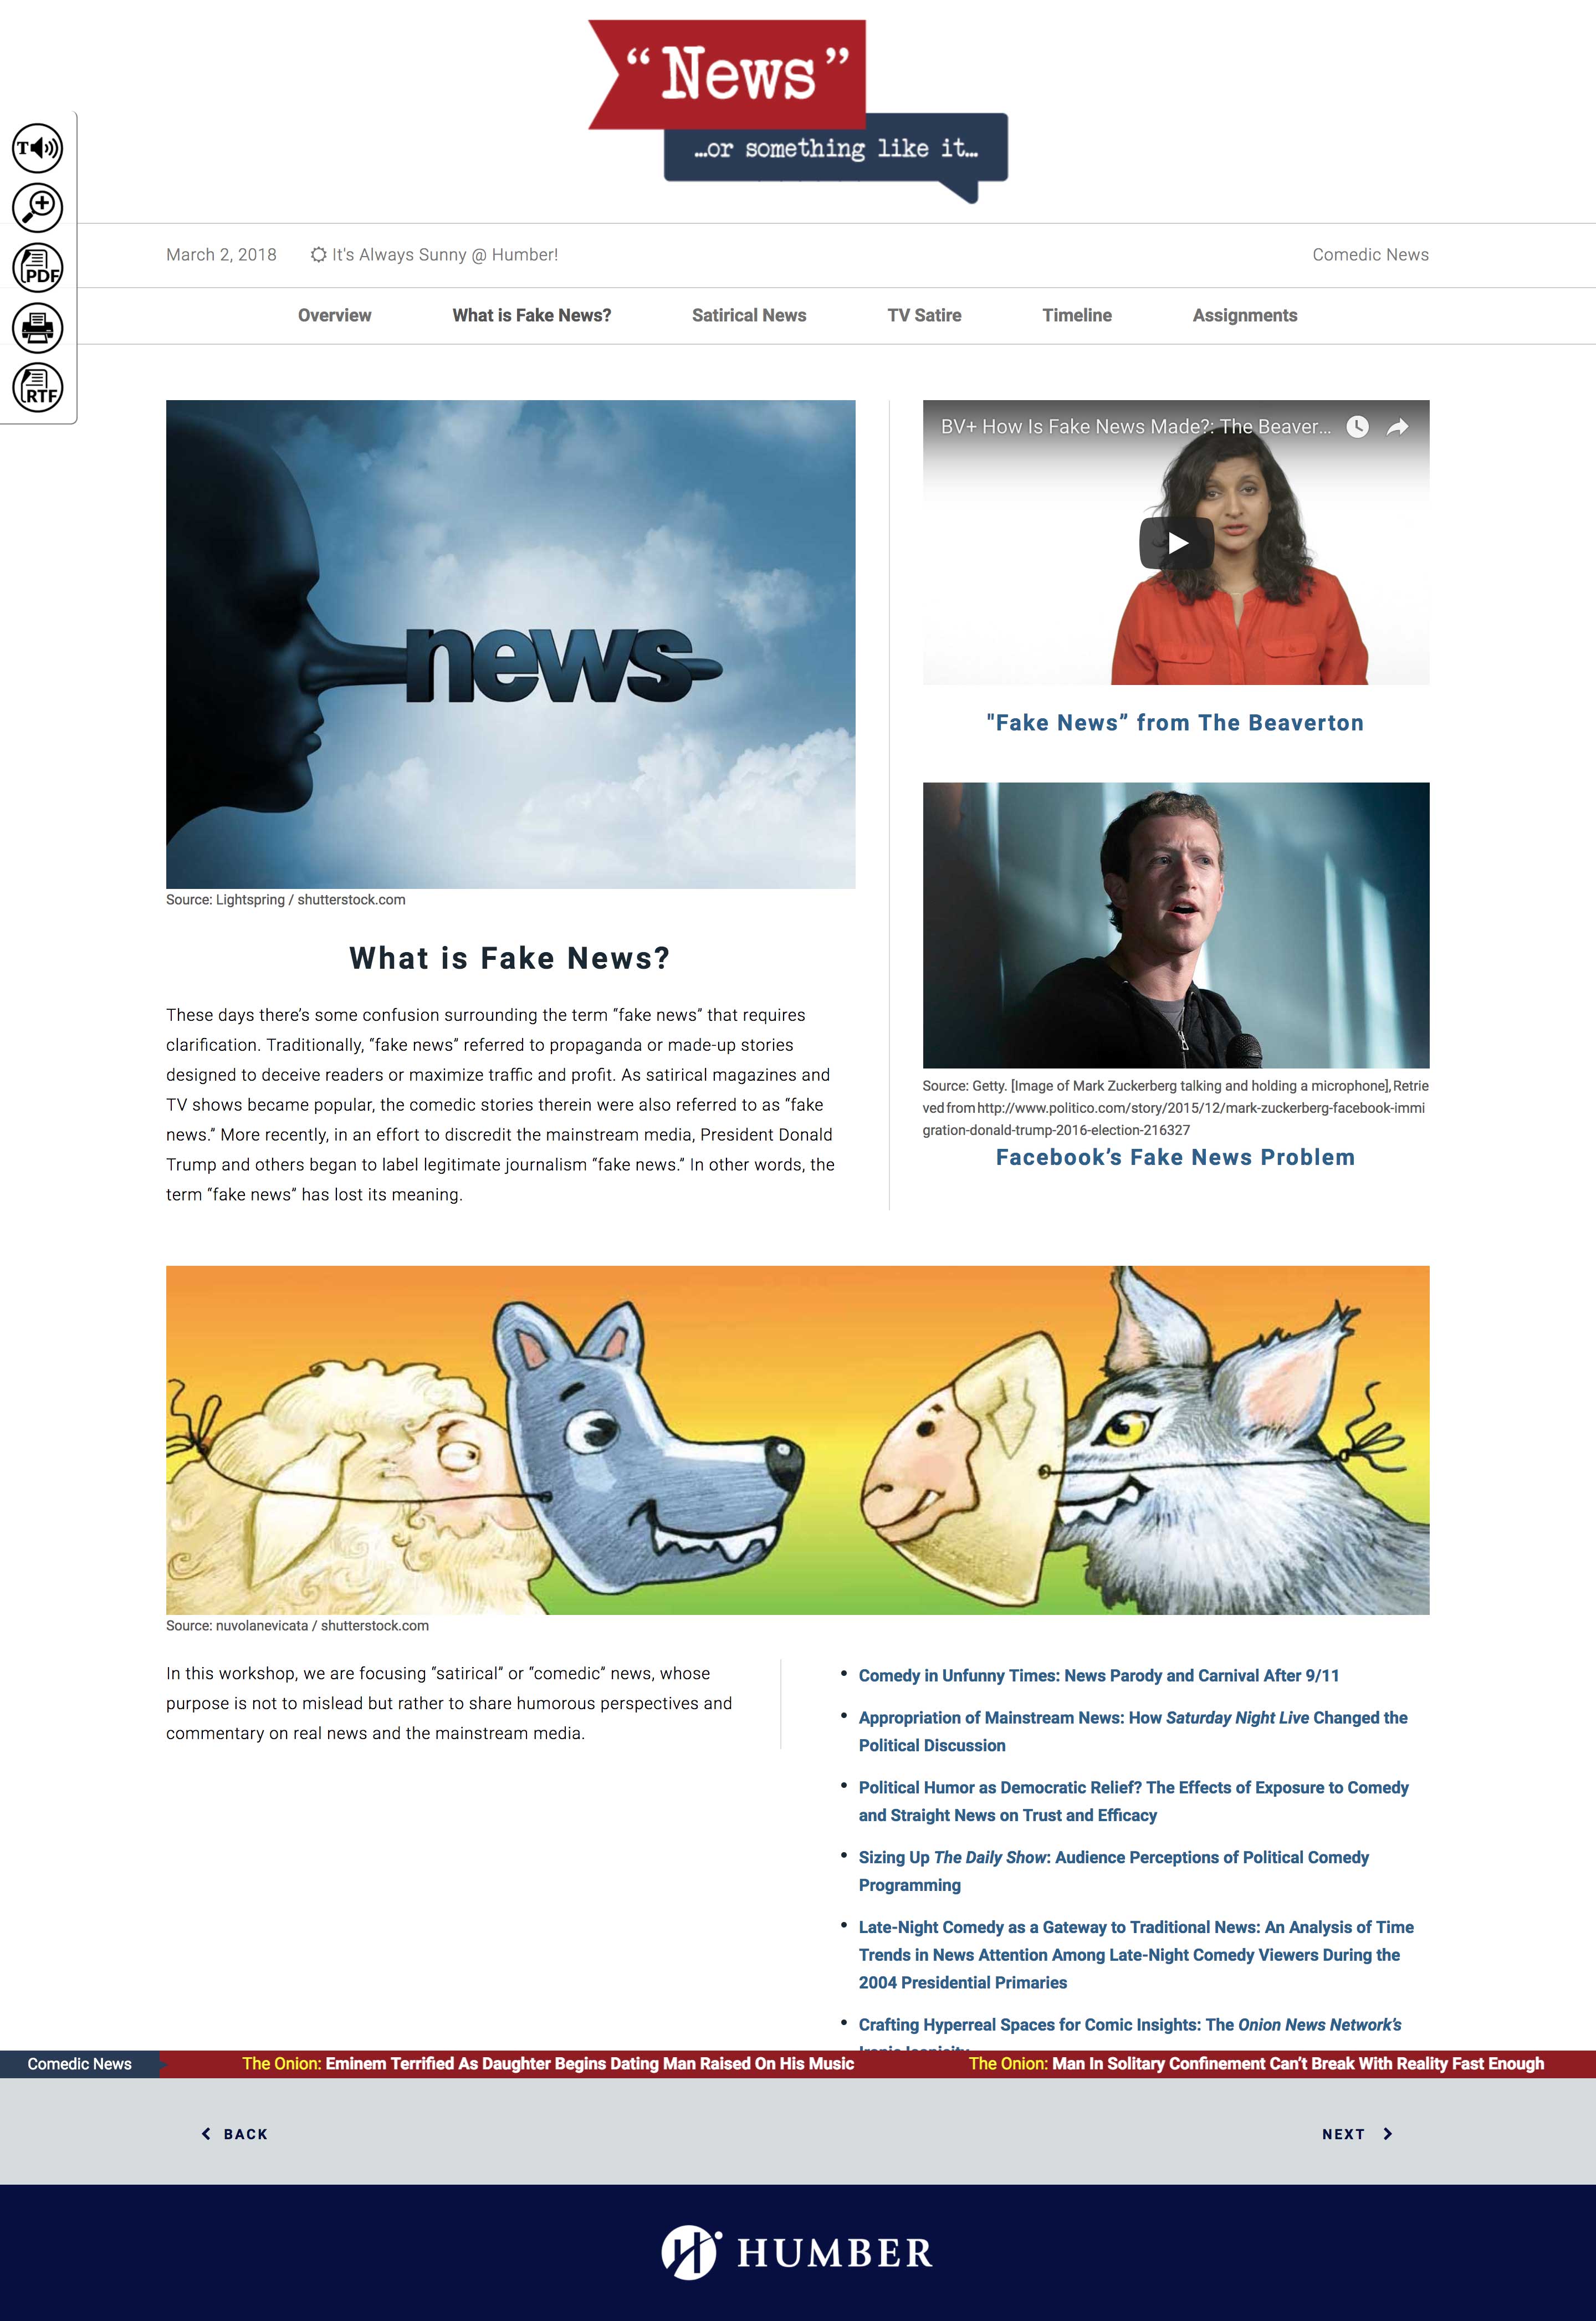 “News”
...or something like it...
T
PDF
RTF
March 2, 2018 It's Always Sunny @ Humber! Comedic News
Overview What is Fake News? Satirical News TV Satire Timeline Assignments
news
Source: Lightspring / shutterstock.com
What is Fake News?
These days there’s some confusion surrounding the term “fake news” that requires
clarification. Traditionally, “fake news” referred to propaganda or made-up stories
designed to deceive readers or maximize traffic and profit. As satirical magazines and
TV shows became popular, the comedic stories therein were also referred to as “fake
news.” More recently, in an effort to discredit the mainstream media, President Donald
Trump and others began to label legitimate journalism “fake news.” In other words, the
term “fake news” has lost its meaning.
BV+ How Is Fake News Made?: The Beaver...
"Fake News” from The Beaverton
Source: Getty. [Image of Mark Zuckerberg talking and holding a microphone], Retrie
ved from http://www.politico.com/story/2015/12/mark-zuckerberg-facebook-immi
gration-donald-trump-2016-election-216327
Facebook’s Fake News Problem
Source: nuvolanevicata / shutterstock.com
In this workshop, we are focusing “satirical” or “comedic” news, whose
purpose is not to mislead but rather to share humorous perspectives and
commentary on real news and the mainstream media.
• Comedy in Unfunny Times: News Parody and Carnival After 9/11
• Appropriation of Mainstream News: How Saturday Night Live Changed the
Political Discussion
• Political Humor as Democratic Relief? The Effects of Exposure to Comedy
and Straight News on Trust and Efficacy
• Sizing Up The Daily Show: Audience Perceptions of Political Comedy
Programming
• Late-Night Comedy as a Gateway to Traditional News: An Analysis of Time
Trends in News Attention Among Late-Night Comedy Viewers During the
2004 Presidential Primaries
• Crafting Hyperreal Spaces for Comic Insights: The Onion News Network’s
Comedic News The Onion: Eminem Terrified As Daughter Begins Dating Man Raised On His Music The Onion: Man In Solitary Confinement Can’t Break With Reality Fast Enough
BACK NEXT
HUMBER